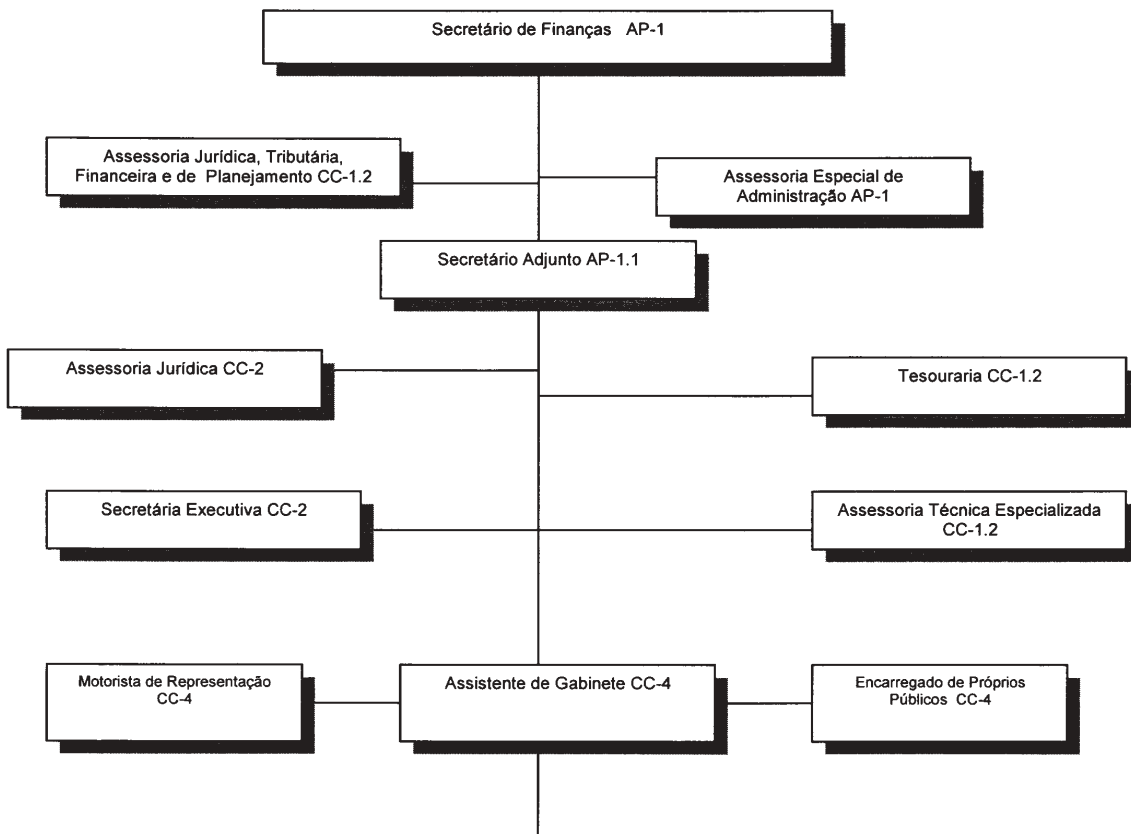 Secretário de Finanças AP-1
Assessoria Jurídica, Tributária,
Financeira e de Planejamento CC-1.2
Assessoria Especial de
Administração AP-1
Secretário Adjunto AP-1.1
Assessoria Jurídica CC-2
Tesouraria CC-1.2
Secretária Executiva CC-2
Assessoria Técnica Especializada
CC-1.2
Motorista de Representação
CC-4
Assistente de Gabinete CC-4
Encarregado de Próprios
Públicos CC-4